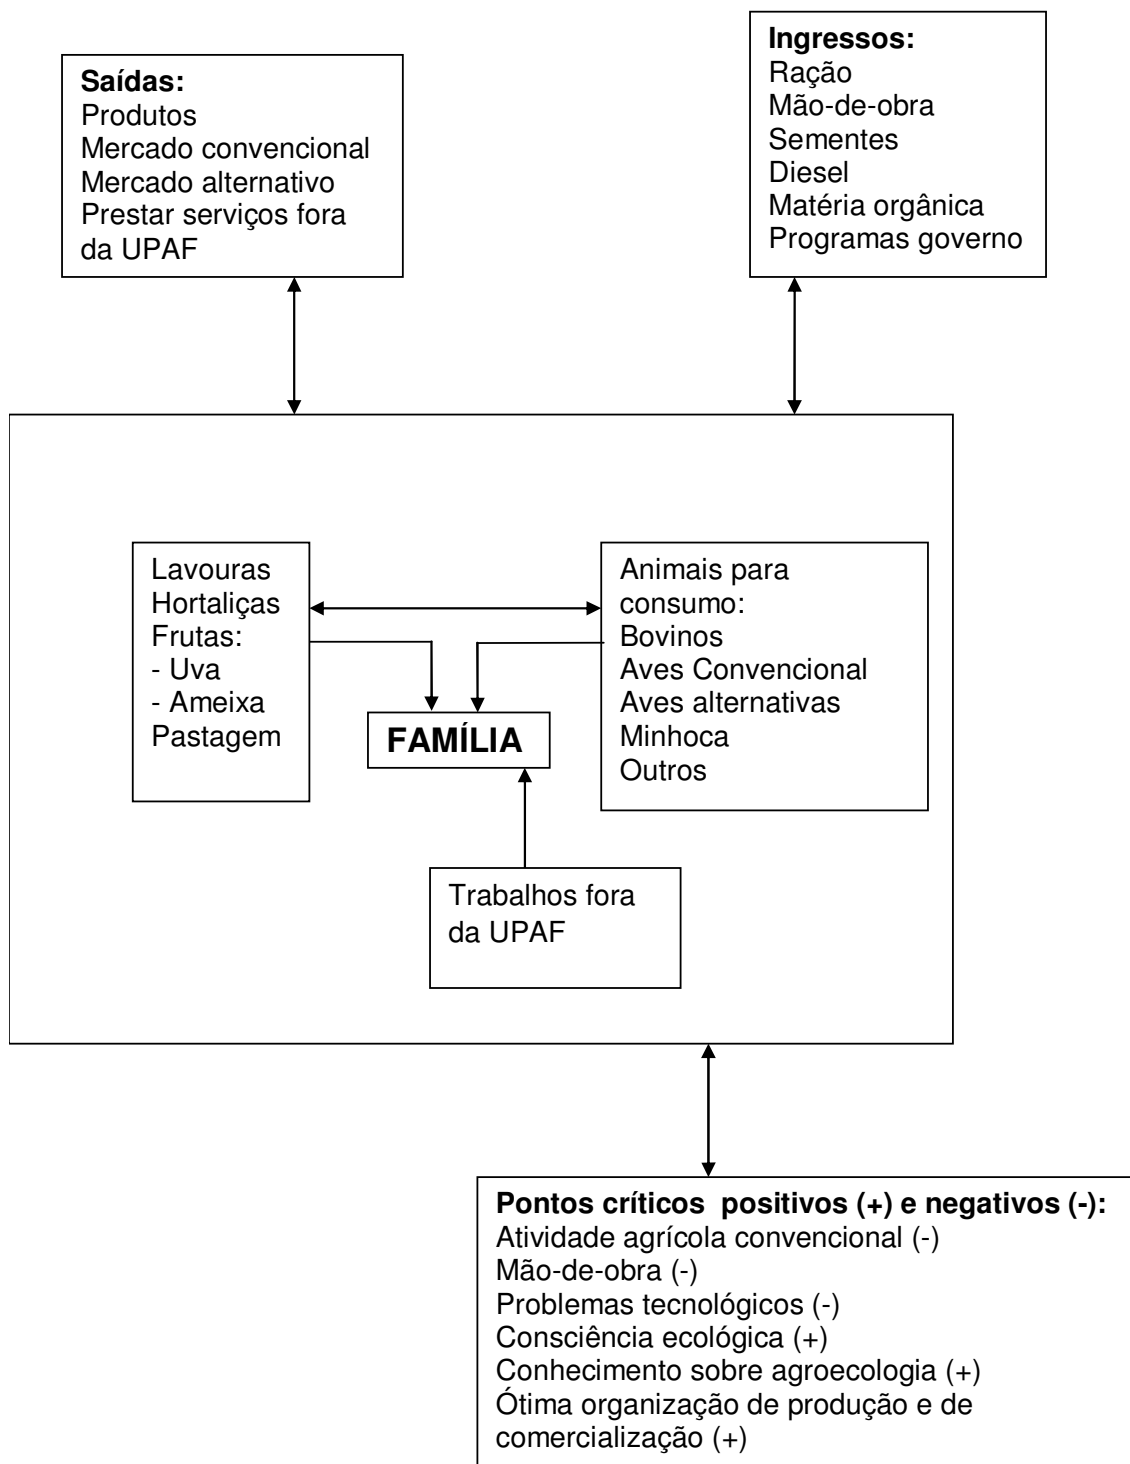 Saídas:
Produtos
Mercado convencional
Mercado alternativo
Prestar serviços fora
da UPAF
Ingressos:
Ração
Mão-de-obra
Sementes
Diesel
Matéria orgânica
Programas governo
Lavouras
Hortaliças
Frutas:
- Uva
- Ameixa
Pastagem
Animais para
consumo:
Bovinos
Aves Convencional
Aves alternativas
Minhoca
Outros
FAMÍLIA
Trabalhos fora
da UPAF
Pontos críticos  positivos (+) e negativos (-):
Atividade agrícola convencional (-)
Mão-de-obra (-)
Problemas tecnológicos (-)
Consciência ecológica (+)
Conhecimento sobre agroecologia (+)
Ótima organização de produção e de
comercialização (+)